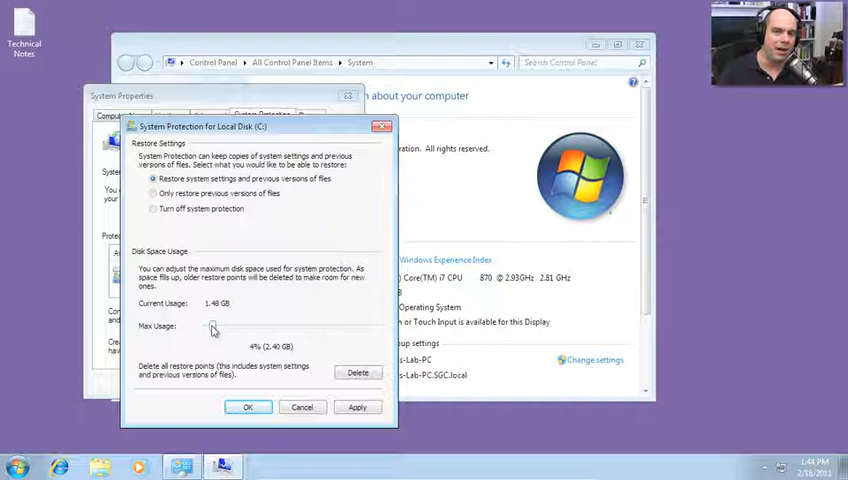 Technical
Notes
Control Panel
All Control Panel Items
System
Search Control Panel
System Properties
n about your computer
System Protection for Local Disk (C:)
Restore Settings
ration. All rights reserved.
System Protection can keep copies of system settings and previous
versions of files. Select what you would like to be able to restore:
Restore system settings and previous versions of files
Only restore previous versions of files
Turn off system protection
Disk Space Usage
Windows Experience Index
You can adjust the maximum disk space used for system protection. As
space fills up, older restore points will be deleted to make room for new
ones.
Core(TM) i7 CPU 870 @ 2.93GHz 2.81 GHz
Current Usage: 1.48 GB
Operating System
Max Usage:
n or Touch Input is available for this Display
4% (2.40 GB)
oup settings
s-Lab-PC
Change settings
Delete all restore points (this includes system settings
and previous versions of files).
Delete
s-Lab-PC.SGC.local
OK
Cancel
Apply
1:44 PM
2/18/2011